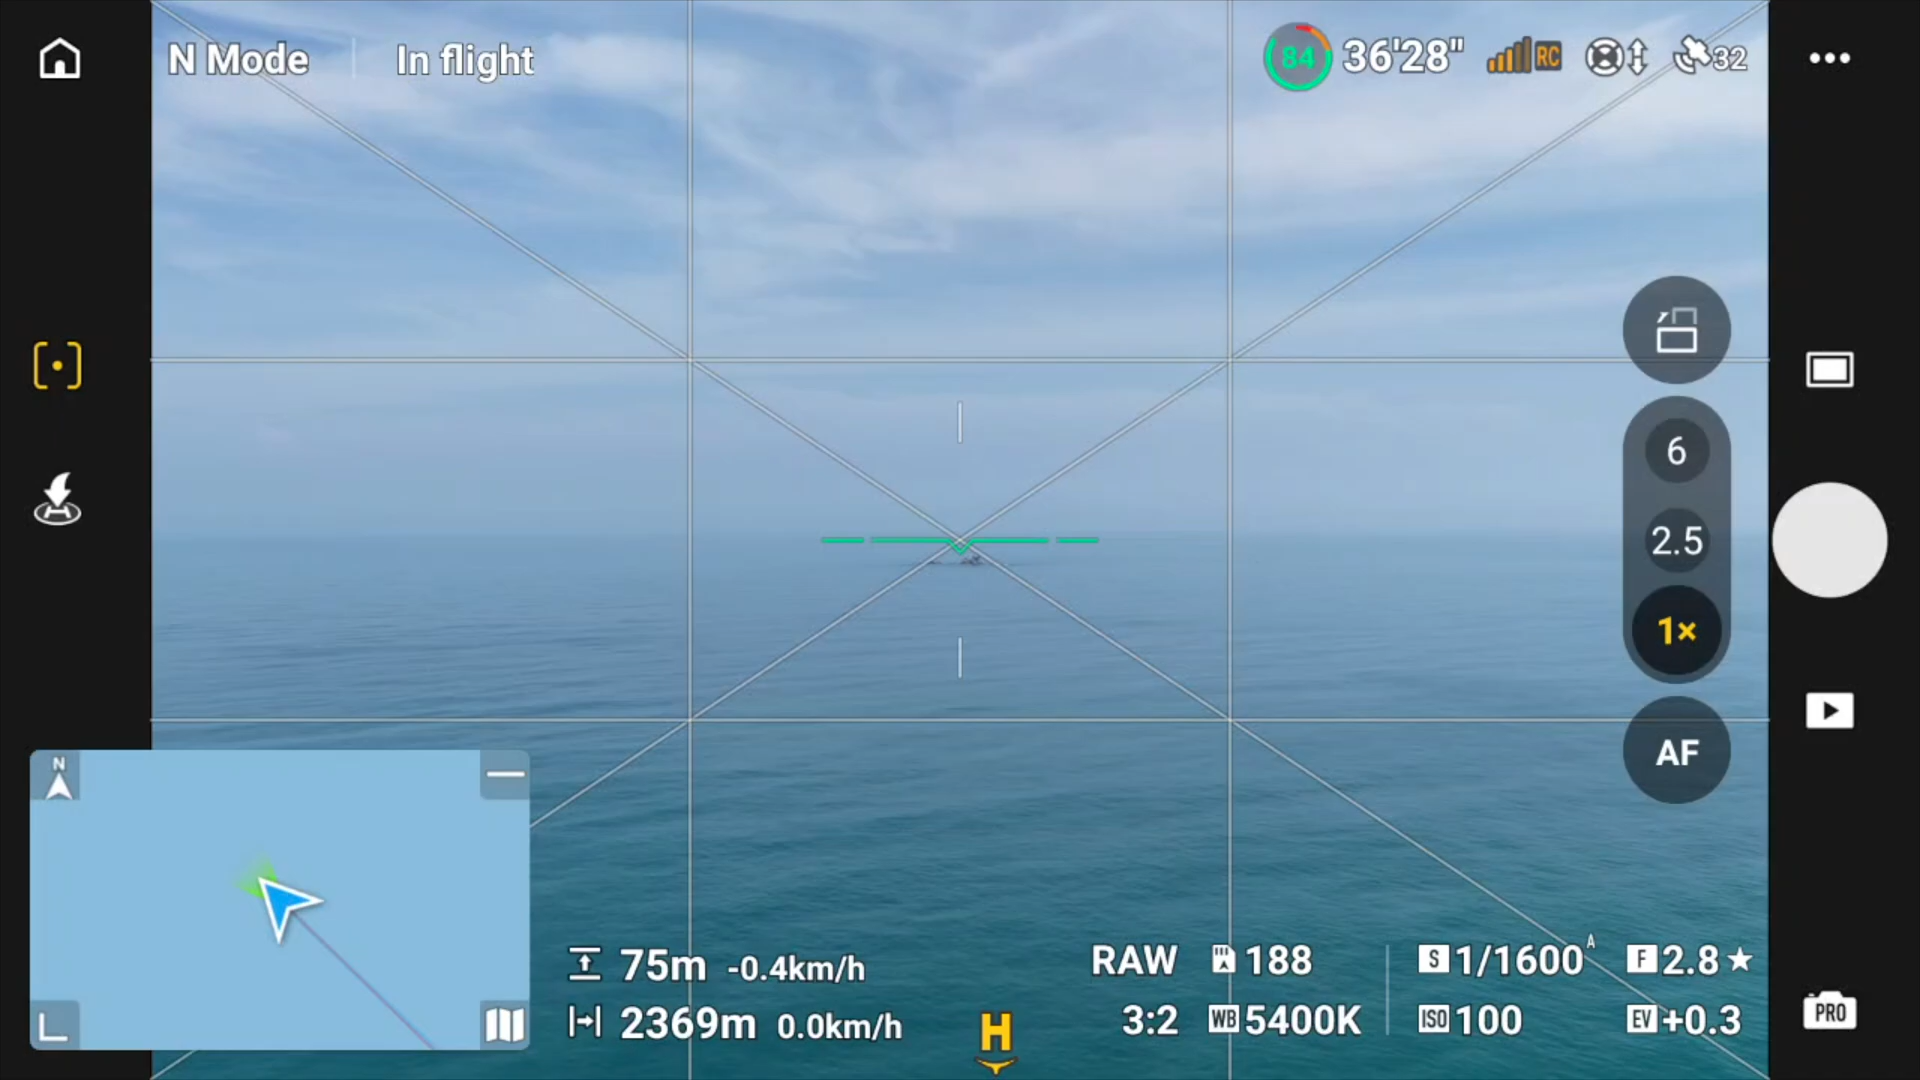 N Mode In flight 84 36'28" RC 32
6
2.5
1×
AF
N
75m -0.4km/h
2369m 0.0km/h
H
RAW 188 S 1/1600 A F 2.8
3:2 WB 5400K ISO 100 EV +0.3
PRO